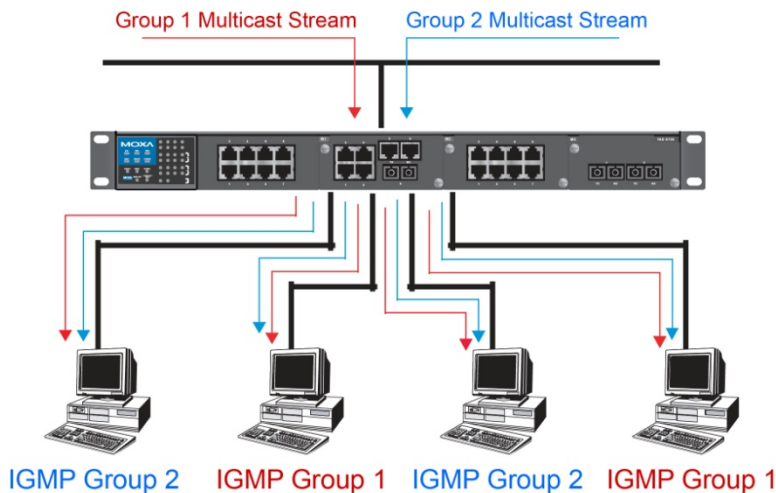 Group 1 Multicast Stream
Group 2 Multicast Stream
MOXA
IGMP Group 2
IGMP Group 1
IGMP Group 2
IGMP Group 1